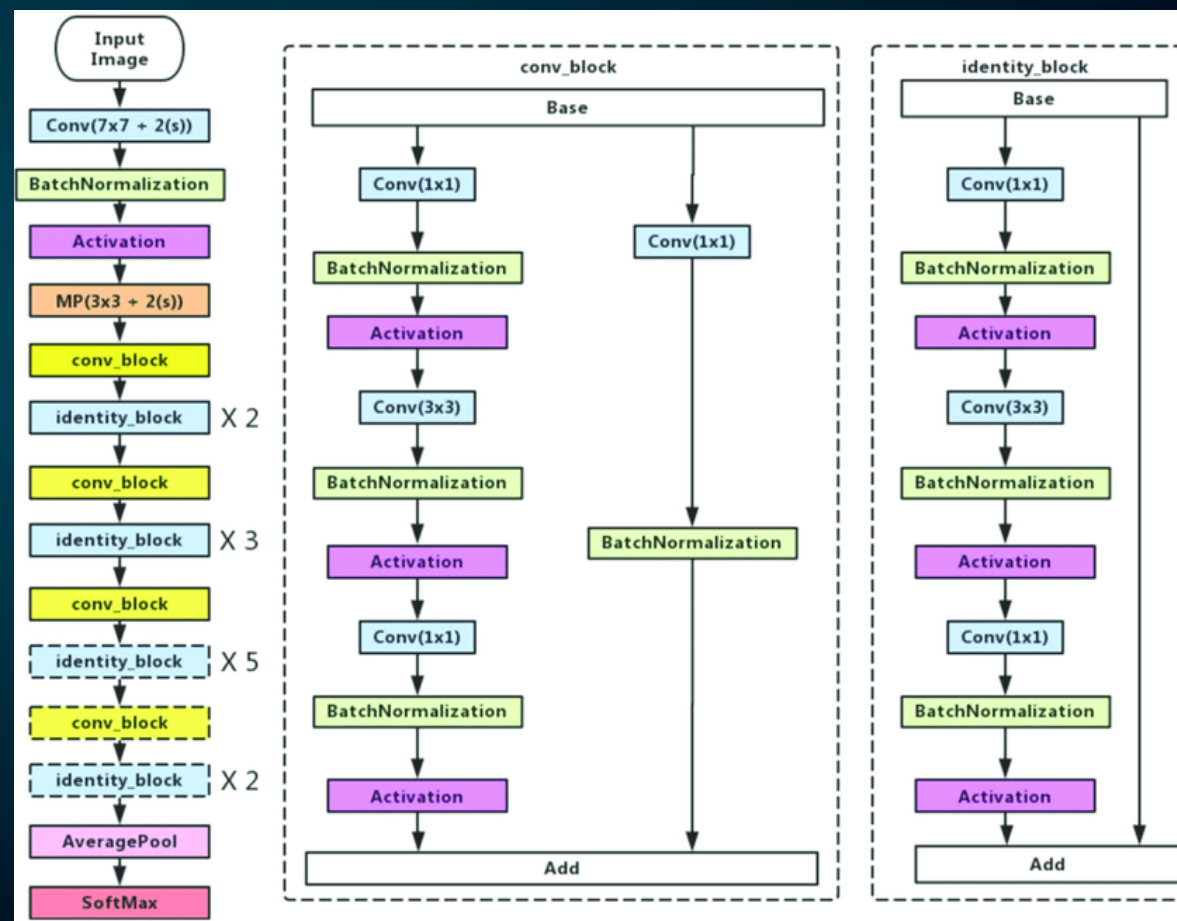 Input
Image
Conv(7x7 + 2(s))
BatchNormalization
Activation
MP(3x3 + 2(s))
conv_block
identity_block X 2
conv_block
identity_block X 3
conv_block
identity_block X 5
conv_block
identity_block X 2
AveragePool
SoftMax
conv_block
Base
Conv(1x1)
BatchNormalization
Activation
Conv(3x3)
BatchNormalization
Activation
Conv(1x1)
BatchNormalization
Activation
Conv(1x1)
BatchNormalization
Add
identity_block
Base
Conv(1x1)
BatchNormalization
Activation
Conv(3x3)
BatchNormalization
Activation
Conv(1x1)
BatchNormalization
Activation
Add